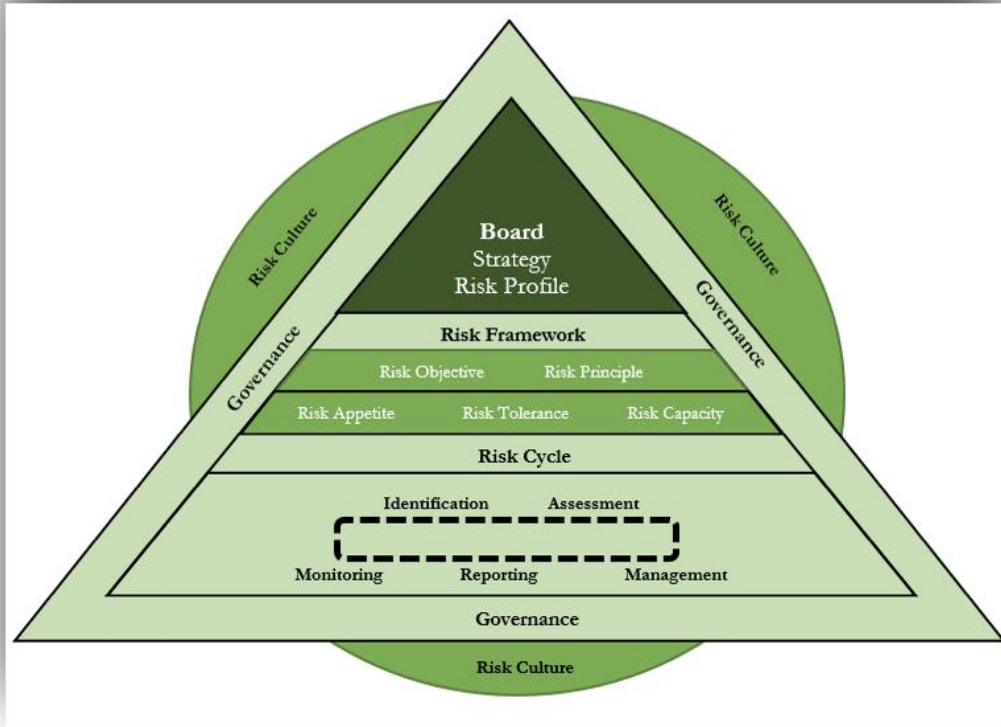 Risk Culture
Risk Culture
Board
Strategy
Risk Profile
Governance
Governance
Risk Framework
Risk Objective Risk Principle
Risk Appetite Risk Tolerance Risk Capacity
Risk Cycle
Identification Assessment
Monitoring Reporting Management
Governance
Risk Culture